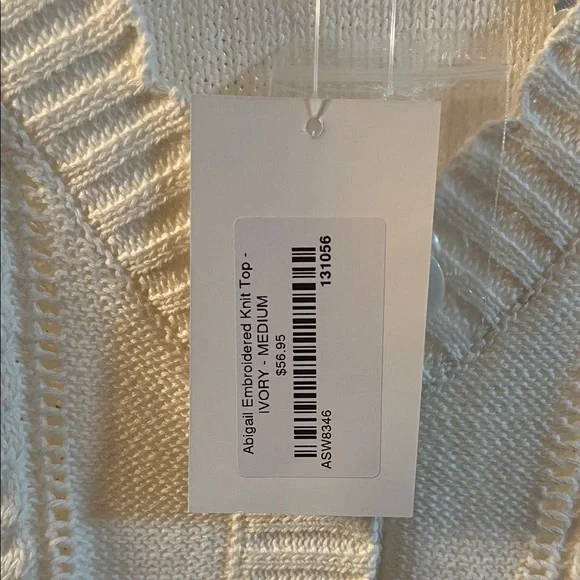 Abigail Embroidered Knit Top -
IVORY - MEDIUM
$56.95
ASW8346
131056